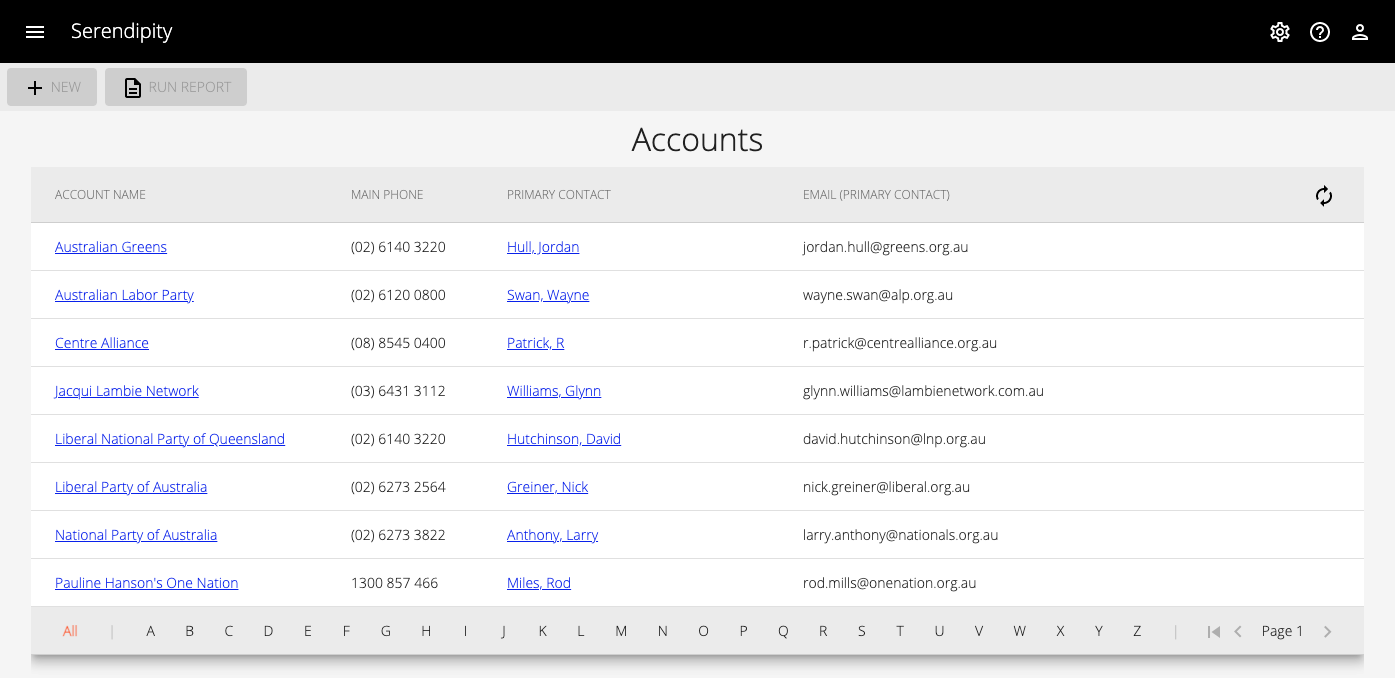 Serendipity
NEW RUN REPORT
Accounts
ACCOUNT NAME MAIN PHONE PRIMARY CONTACT EMAIL (PRIMARY CONTACT)
Australian Greens (02) 6140 3220 Hull, Jordan jordan.hull@greens.org.au
Australian Labor Party (02) 6120 0800 Swan, Wayne wayne.swan@alp.org.au
Centre Alliance (08) 8545 0400 Patrick, R r.patrick@centrealliance.org.au
Jacqui Lambie Network (03) 6431 3112 Williams, Glynn glynn.williams@lambienetwork.com.au
Liberal National Party of Queensland (02) 6140 3220 Hutchinson, David david.hutchinson@lnp.org.au
Liberal Party of Australia (02) 6273 2564 Greiner, Nick nick.greiner@liberal.org.au
National Party of Australia (02) 6273 3822 Anthony, Larry larry.anthony@nationals.org.au
Pauline Hanson's One Nation 1300 857 466 Miles, Rod rod.mills@onenation.org.au
All | A B C D E F G H I J K L M N O P Q R S T U V W X Y Z | Page 1